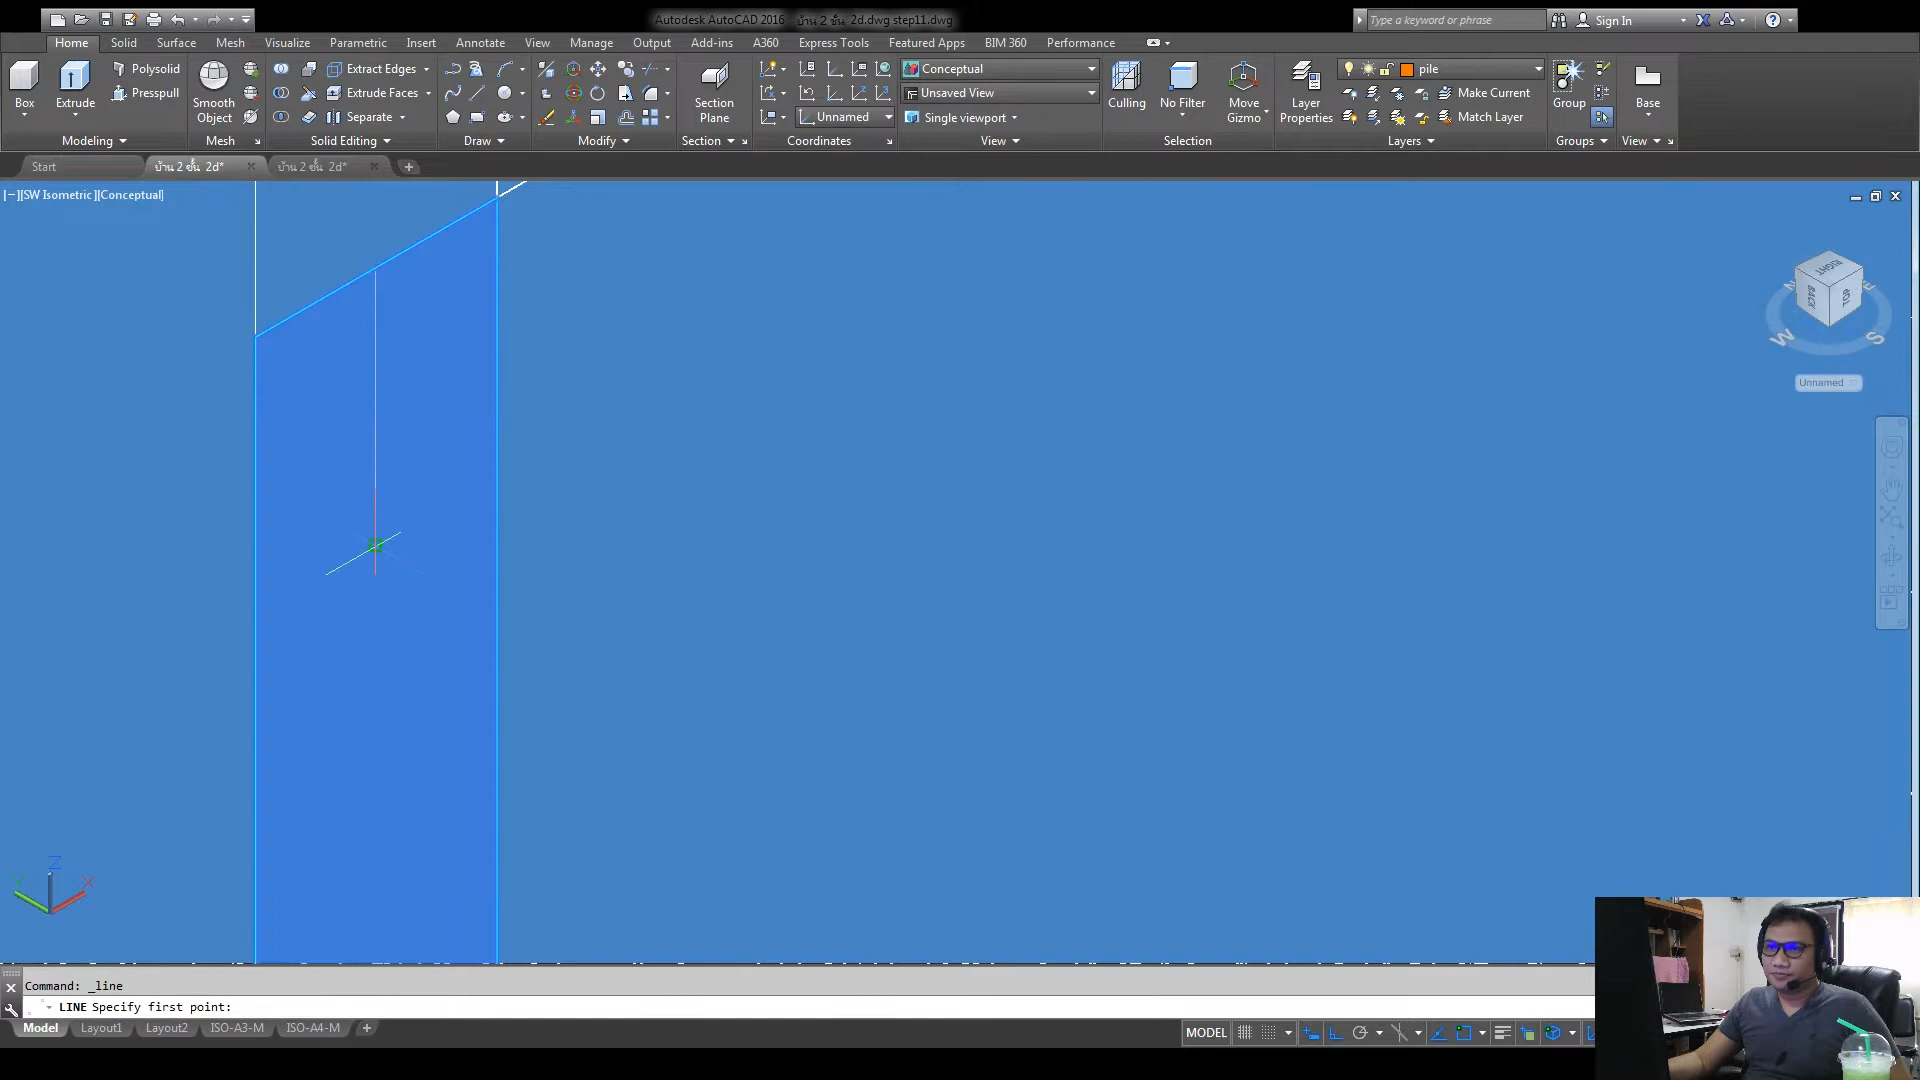 Autodesk AutoCAD 2016 บ้าน 2 ชั้น 2d.dwg step11.dwg
Type a keyword or phrase
Sign In
Home Solid Surface Mesh Visualize Parametric Insert Annotate View Manage Output Add-ins A360 Express Tools Featured Apps BIM 360 Performance
Box
Extrude
Polysolid
Presspull
Smooth Object
Extract Edges
Extrude Faces
Separate
Section Plane
Unnamed
Conceptual
Unsaved View
Single viewport
Culling
No Filter
Move Gizmo
Layer Properties
pile
Make Current
Match Layer
Group
Base
Modeling Mesh Solid Editing Draw Modify Section Coordinates View Selection Layers Groups View
Start บ้าน 2 ชั้น 2d* บ้าน 2 ชั้น 2d*
[−][SW Isometric][Conceptual]
RIGHT
BACK
TOP
N E
W S
Unnamed
Z
Y X
Command: _line
LINE Specify first point:
Model Layout1 Layout2 ISO-A3-M ISO-A4-M
MODEL